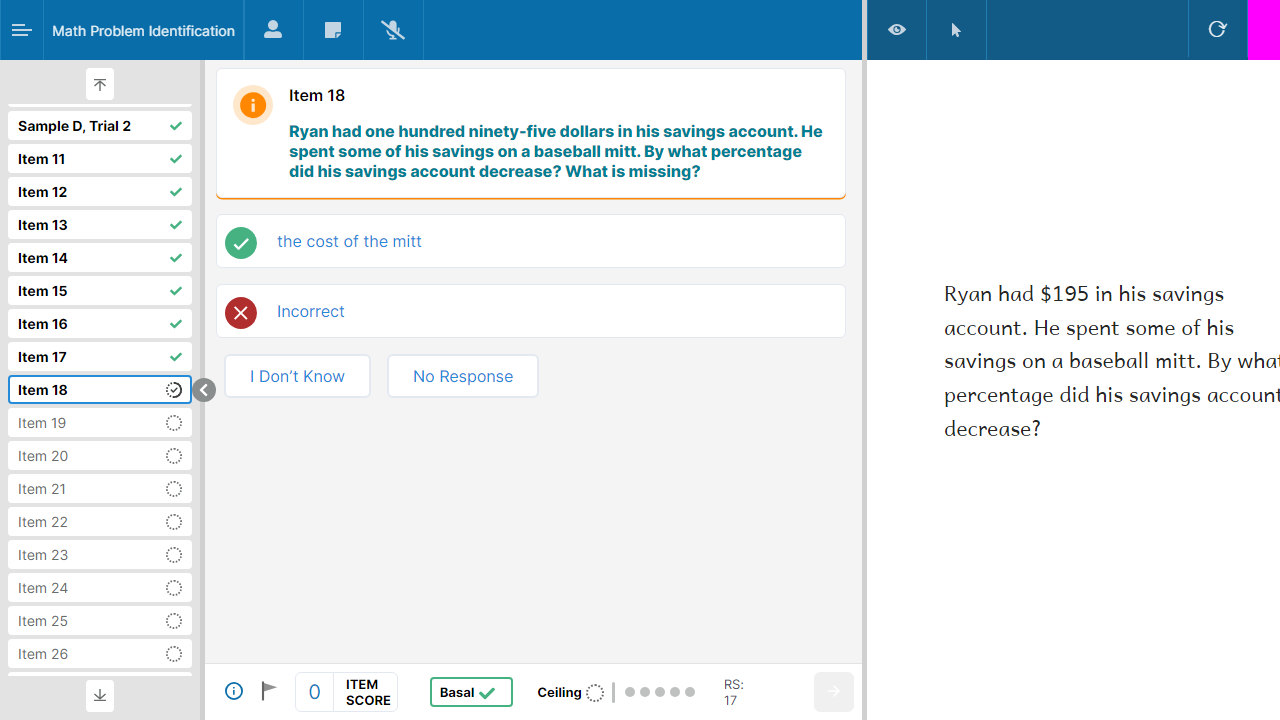 Math Problem Identification
Sample D, Trial 2
Item 11
Item 12
Item 13
Item 14
Item 15
Item 16
Item 17
Item 18
Item 19
Item 20
Item 21
Item 22
Item 23
Item 24
Item 25
Item 26
Item 18
Ryan had one hundred ninety-five dollars in his savings account. He
spent some of his savings on a baseball mitt. By what percentage
did his savings account decrease? What is missing?
the cost of the mitt
Incorrect
I Don't Know
No Response
0
ITEM
SCORE
Basal
Ceiling
RS:
17
Ryan had $195 in his savings
account. He spent some of his
savings on a baseball mitt. By what
percentage did his savings account
decrease?